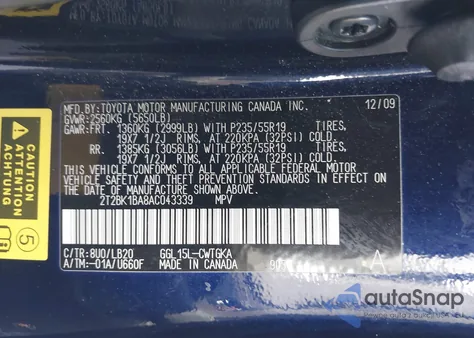 MFD.BY:TOYOTA MOTOR MANUFACTURING CANADA INC. 12/09
GVWR:2560KG (5650LB)
GAWR:FRT. 1360KG (2999LB) WITH P235/55R19 TIRES,
19X7 1/2J RIMS, AT 220KPA (32PSI) COLD.
RR. 1385KG (3056LB) WITH P235/55R19 TIRES,
19X7 1/2J RIMS, AT 220KPA (32PSI) COLD.
THIS VEHICLE CONFORMS TO ALL APPLICABLE FEDERAL MOTOR
VEHICLE SAFETY AND THEFT PREVENTION STANDARDS IN
EFFECT ON THE DATE OF MANUFACTURE SHOWN ABOVE.
2T2BK1BA8AC043339 MPV
C/TR:8U0/LB20 GGL15L-CWTGKA
A/TM:-01A/U660F MADE IN CANADA 90 A
5
autoSnap